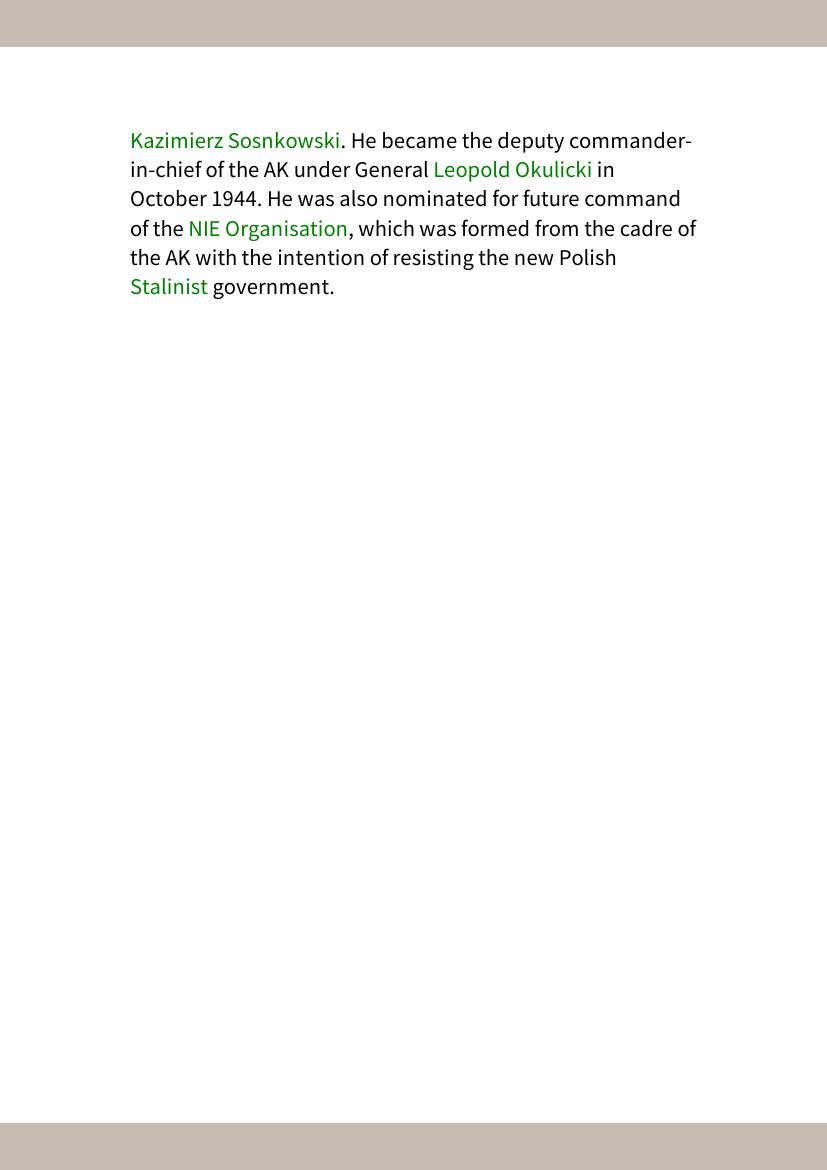 Kazimierz Sosnkowski. He became the deputy commander-
in-chief of the AK under General Leopold Okulicki in
October 1944. He was also nominated for future command
of the NIE Organisation, which was formed from the cadre of
the AK with the intention of resisting the new Polish
Stalinist government.